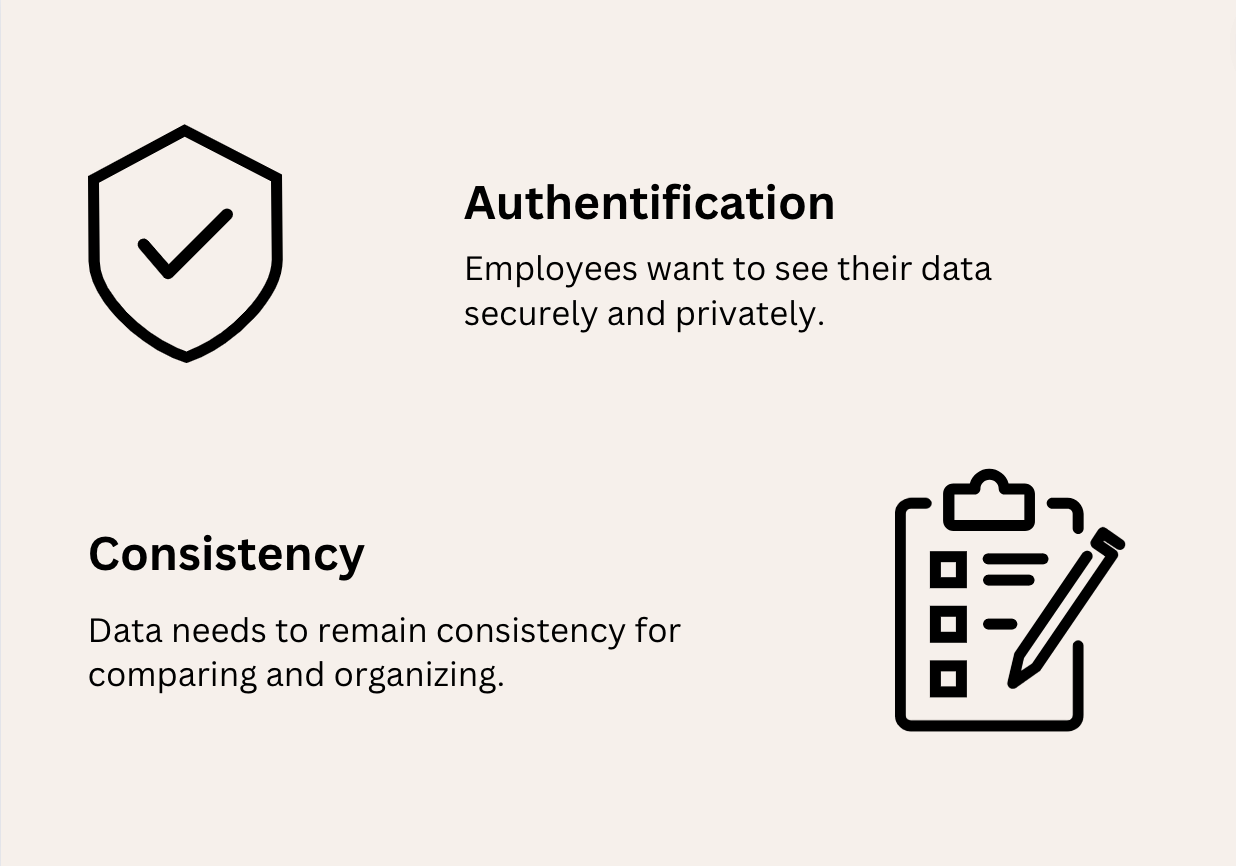 Authentification
Employees want to see their data
securely and privately.
Consistency
Data needs to remain consistency for
comparing and organizing.